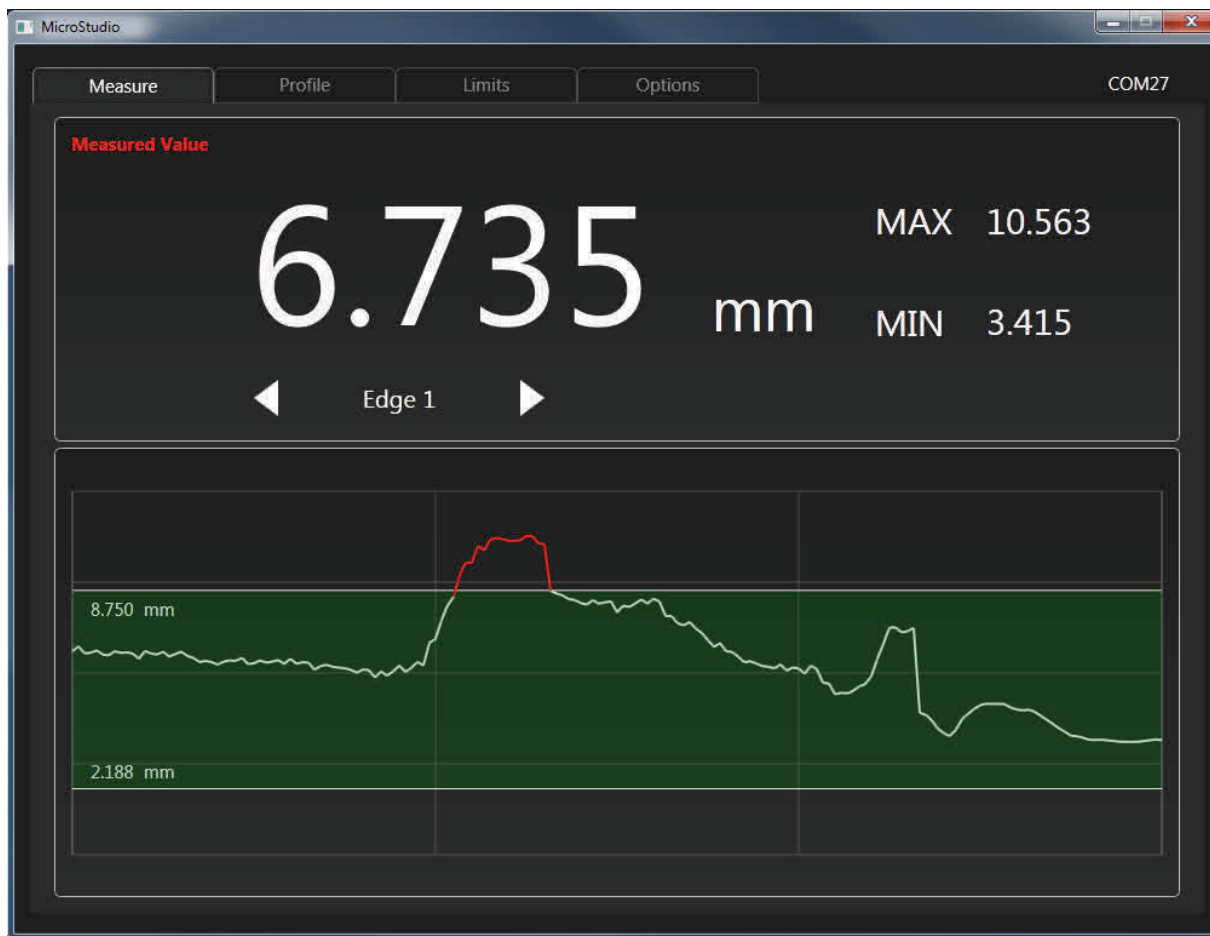 MicroStudio
Measure Profile Limits Options COM27
Measured Value
6.735 mm
MAX 10.563
MIN 3.415
Edge 1
8.750 mm
2.188 mm